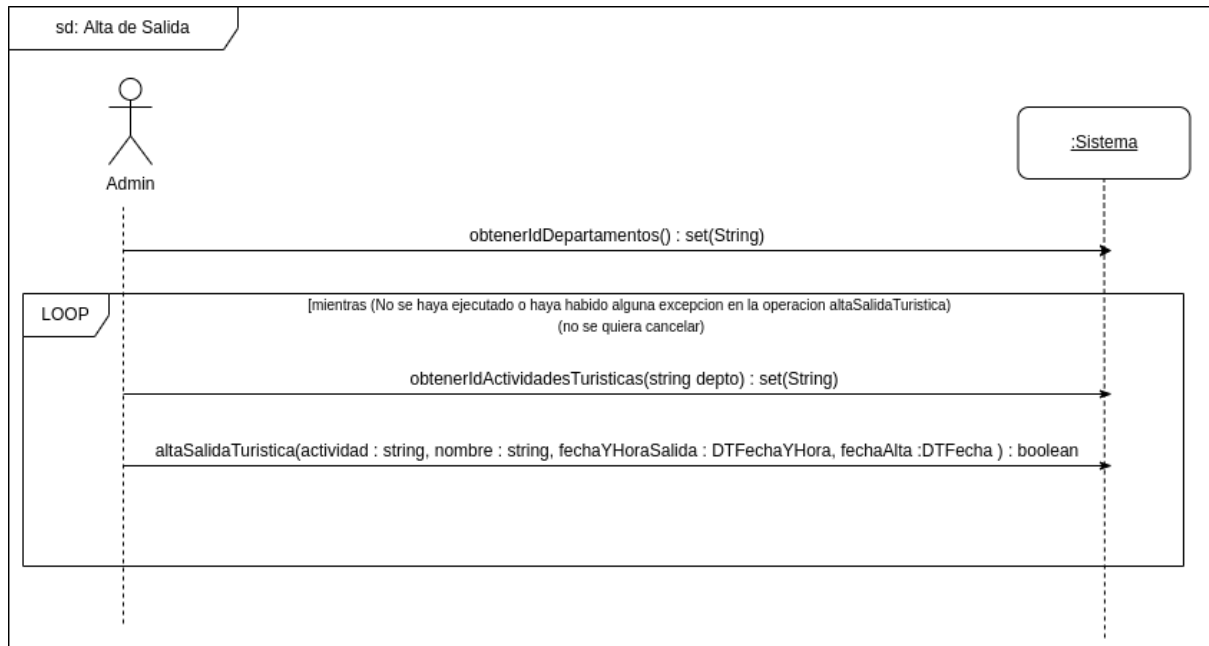 sd: Alta de Salida
:Sistema
Admin
obtenerIdDepartamentos() : set(String)
LOOP
[mientras (No se haya ejecutado o haya habido alguna excepcion en la operacion altaSalidaTuristica)
(no se quiera cancelar)
obtenerIdActividadesTuristicas(string depto) : set(String)
altaSalidaTuristica(actividad : string, nombre : string, fechaYHoraSalida : DTFechaYHora, fechaAlta :DTFecha ) : boolean